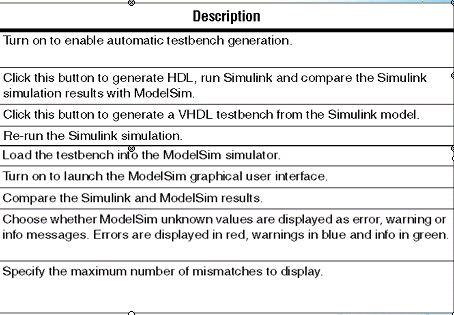 Description
Turn on to enable automatic testbench generation.
Click this button to generate HDL, run Simulink and compare the Simulink
simulation results with ModelSim.
Click this button to generate a VHDL testbench from the Simulink model.
Re-run the Simulink simulation.
Load the testbench into the ModelSim simulator.
Turn on to launch the ModelSim graphical user interface.
Compare the Simulink and ModelSim results.
Choose whether ModelSim unknown values are displayed as error, warning or
info messages. Errors are displayed in red, warnings in blue and info in green.
Specify the maximum number of mismatches to display.